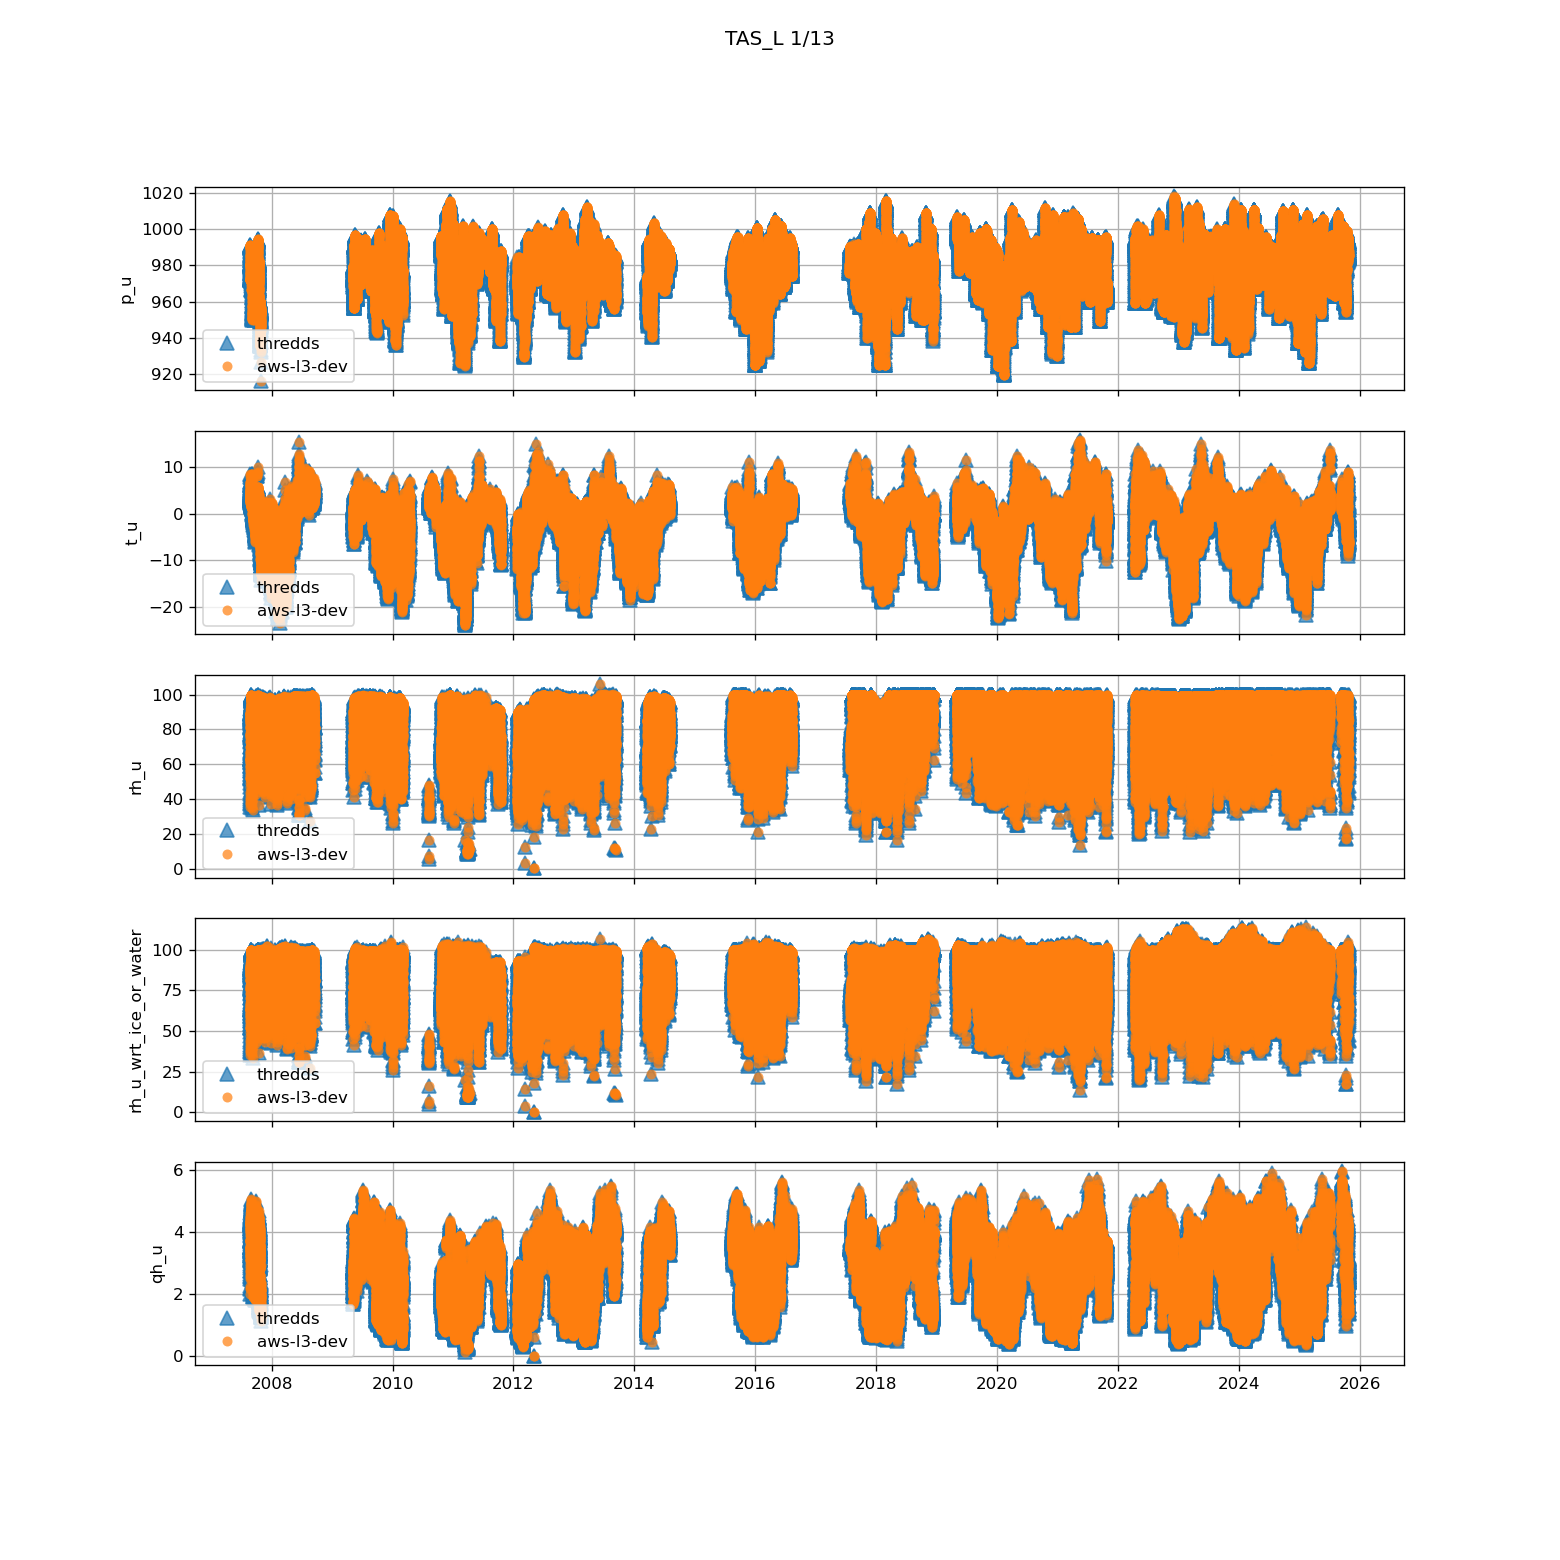 TAS_L 1/13
1020
1000
980
960
940
920
p_u
thredds
aws-l3-dev
10
0
−10
−20
t_u
thredds
aws-l3-dev
100
80
60
40
20
0
rh_u
thredds
aws-l3-dev
100
75
50
25
0
rh_u_wrt_ice_or_water
thredds
aws-l3-dev
6
4
2
0
qh_u
thredds
aws-l3-dev
2008 2010 2012 2014 2016 2018 2020 2022 2024 2026